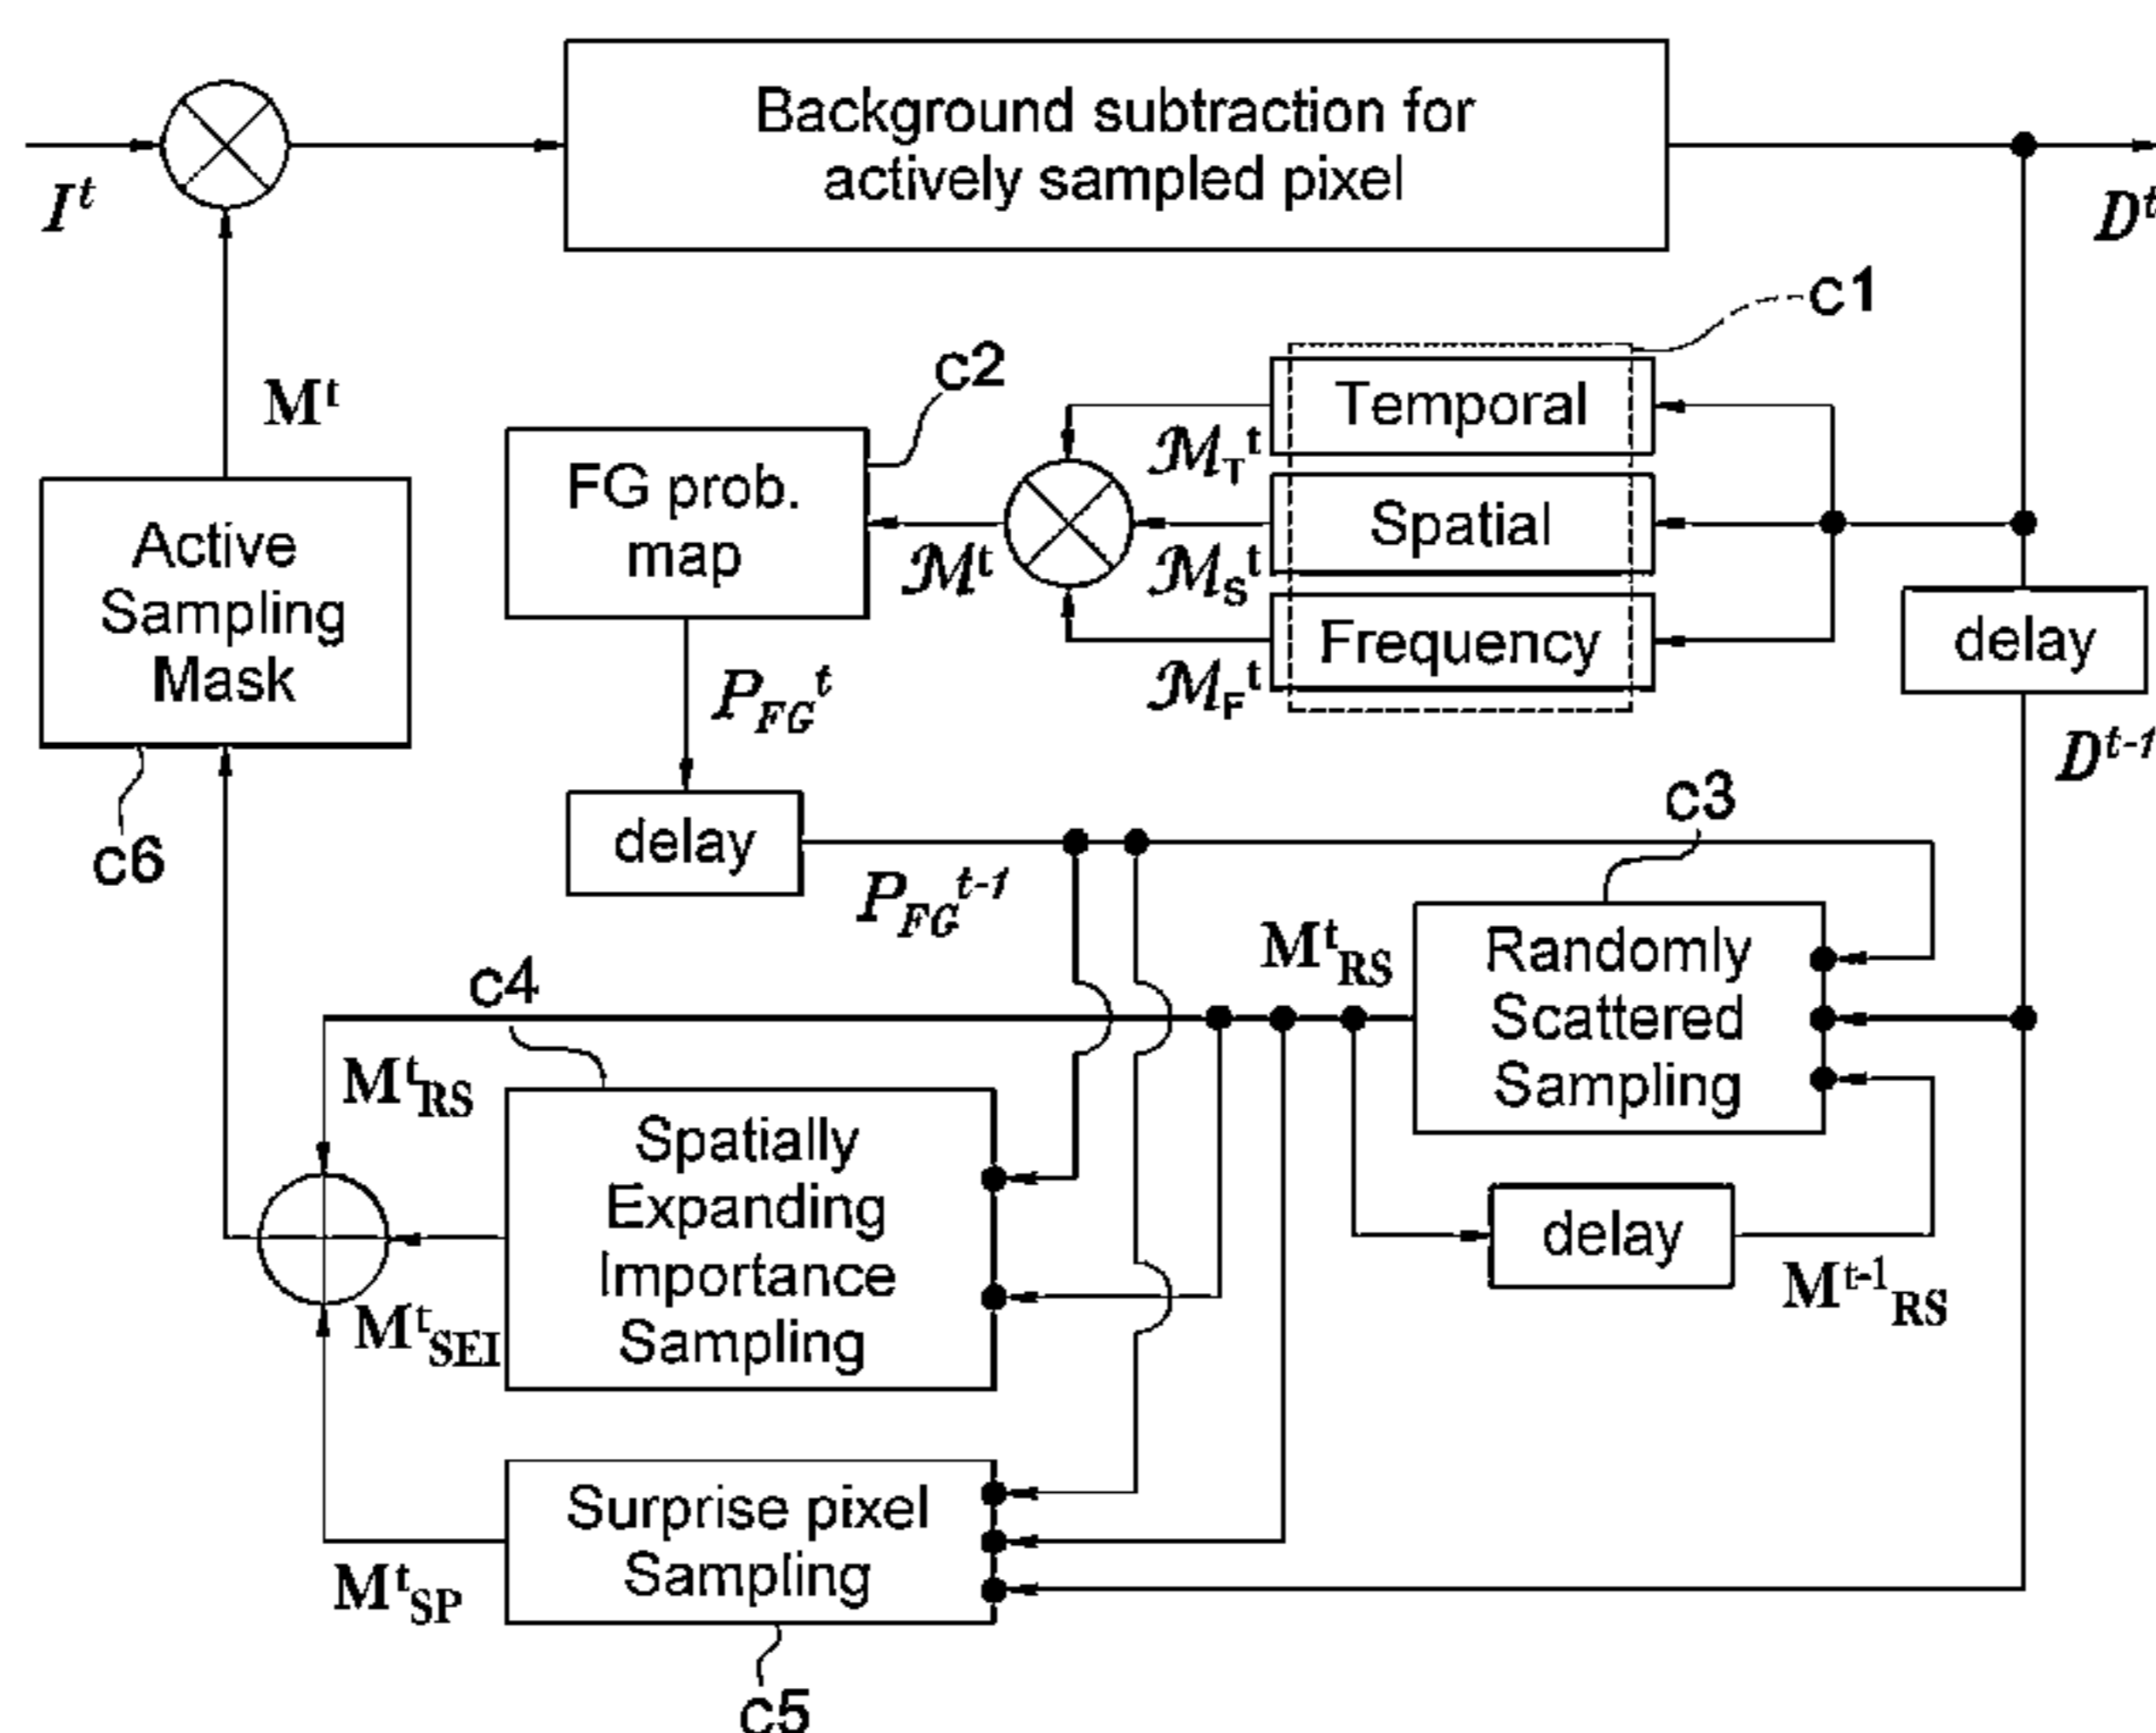 Background subtraction for
actively sampled pixel
I^t
D^t
c1
M^t
c2
Temporal
FG prob.
map
ℳ_T^t
Spatial
Active
Sampling
Mask
ℳ^t
ℳ_S^t
Frequency
delay
ℳ_F^t
P_FG^t
D^t-1
c3
c6
delay
P_FG^t-1
M^t_RS
Randomly
Scattered
Sampling
c4
M^t_RS
Spatially
Expanding
Importance
Sampling
delay
M^t-1_RS
M^t_SEI
Surprise pixel
Sampling
M^t_SP
c5